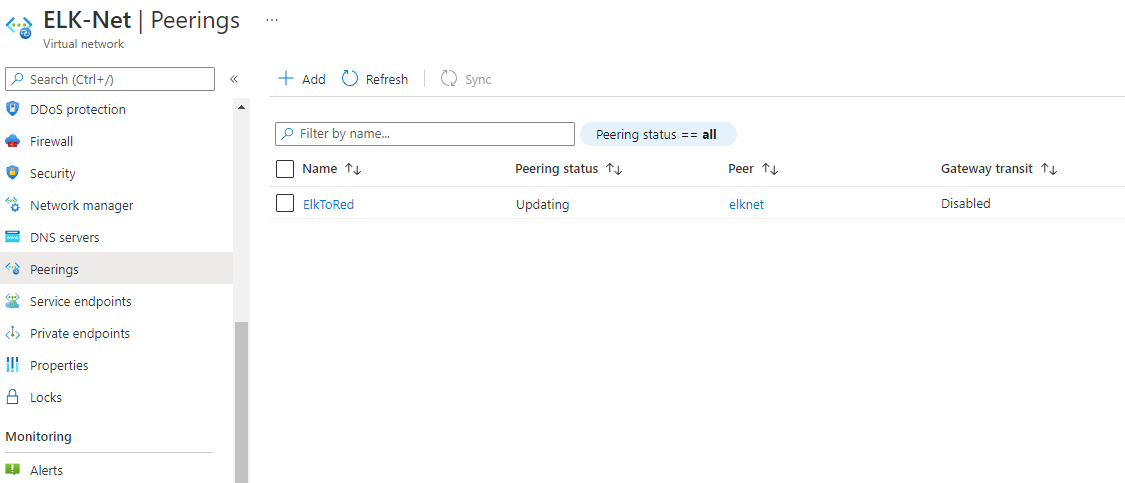 ELK-Net | Peerings ...
Virtual network
Search (Ctrl+/)
«
DDoS protection
Firewall
Security
Network manager
DNS servers
Peerings
Service endpoints
Private endpoints
Properties
Locks
Monitoring
Alerts
Add Refresh Sync
Filter by name... Peering status == all
Name Peering status Peer Gateway transit
ElkToRed Updating elknet Disabled